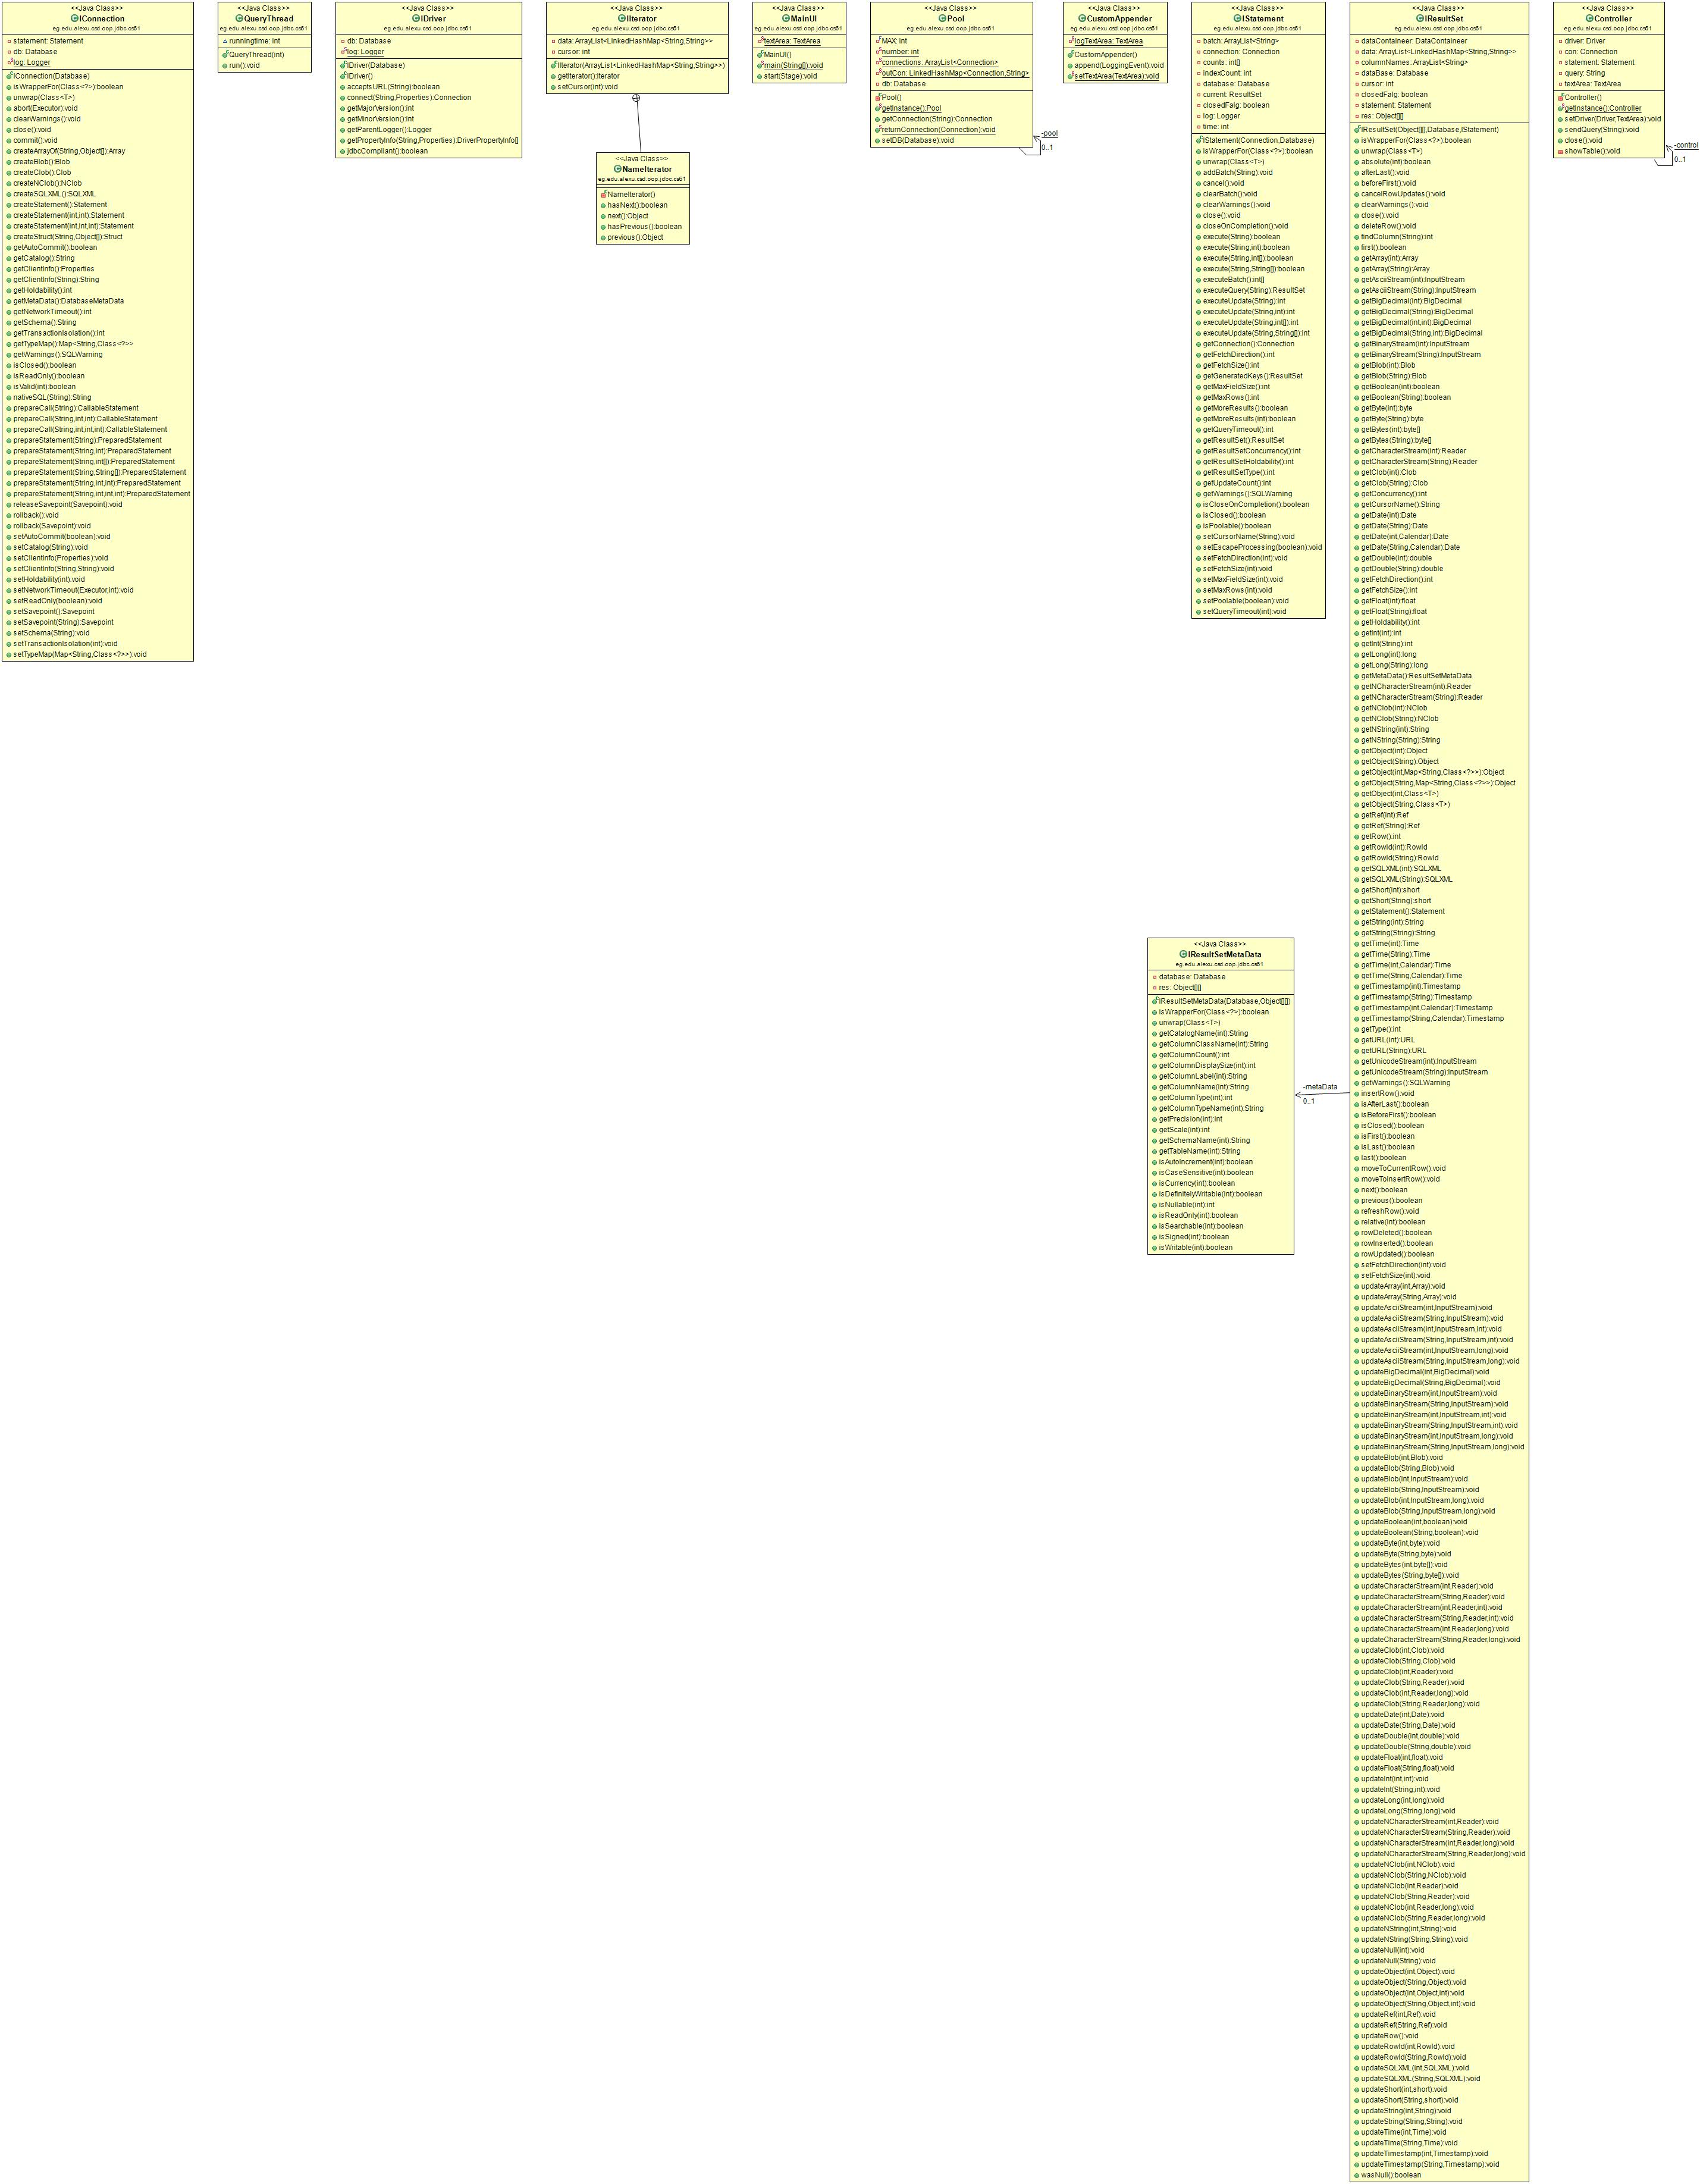 <<Java Class>>
IConnection
eg.edu.alexu.csd.oop.jdbc.cs61
statement: Statement
db: Database
log: Logger
IConnection(Database)
isWrapperFor(Class<?>):boolean
unwrap(Class<T>)
abort(Executor):void
clearWarnings():void
close():void
commit():void
createArrayOf(String,Object[]):Array
createBlob():Blob
createClob():Clob
createNClob():NClob
createSQLXML():SQLXML
createStatement():Statement
createStatement(int,int):Statement
createStatement(int,int,int):Statement
createStruct(String,Object[]):Struct
getAutoCommit():boolean
getCatalog():String
getClientInfo():Properties
getClientInfo(String):String
getHoldability():int
getMetaData():DatabaseMetaData
getNetworkTimeout():int
getSchema():String
getTransactionIsolation():int
getTypeMap():Map<String,Class<?>>
getWarnings():SQLWarning
isClosed():boolean
isReadOnly():boolean
isValid(int):boolean
nativeSQL(String):String
prepareCall(String):CallableStatement
prepareCall(String,int,int):CallableStatement
prepareCall(String,int,int,int):CallableStatement
prepareStatement(String):PreparedStatement
prepareStatement(String,int):PreparedStatement
prepareStatement(String,int[]):PreparedStatement
prepareStatement(String,String[]):PreparedStatement
prepareStatement(String,int,int):PreparedStatement
prepareStatement(String,int,int,int):PreparedStatement
releaseSavepoint(Savepoint):void
rollback():void
rollback(Savepoint):void
setAutoCommit(boolean):void
setCatalog(String):void
setClientInfo(Properties):void
setClientInfo(String,String):void
setHoldability(int):void
setNetworkTimeout(Executor,int):void
setReadOnly(boolean):void
setSavepoint():Savepoint
setSavepoint(String):Savepoint
setSchema(String):void
setTransactionIsolation(int):void
setTypeMap(Map<String,Class<?>>):void
<<Java Class>>
QueryThread
eg.edu.alexu.csd.oop.jdbc.cs61
runningtime: int
QueryThread(int)
run():void
<<Java Class>>
IDriver
eg.edu.alexu.csd.oop.jdbc.cs61
db: Database
log: Logger
IDriver(Database)
IDriver()
acceptsURL(String):boolean
connect(String,Properties):Connection
getMajorVersion():int
getMinorVersion():int
getParentLogger():Logger
getPropertyInfo(String,Properties):DriverPropertyInfo[]
jdbcCompliant():boolean
<<Java Class>>
IIterator
eg.edu.alexu.csd.oop.jdbc.cs61
data: ArrayList<LinkedHashMap<String,String>>
cursor: int
IIterator(ArrayList<LinkedHashMap<String,String>>)
getIterator():Iterator
setCursor(int):void
<<Java Class>>
NameIterator
eg.edu.alexu.csd.oop.jdbc.cs61
NameIterator()
hasNext():boolean
next():Object
hasPrevious():boolean
previous():Object
<<Java Class>>
MainUI
eg.edu.alexu.csd.oop.jdbc.cs61
textArea: TextArea
MainUI()
main(String[]):void
start(Stage):void
<<Java Class>>
Pool
eg.edu.alexu.csd.oop.jdbc.cs61
MAX: int
number: int
connections: ArrayList<Connection>
outCon: LinkedHashMap<Connection,String>
db: Database
Pool()
getInstance():Pool
getConnection(String):Connection
returnConnection(Connection):void
setDB(Database):void
-pool
0..1
<<Java Class>>
CustomAppender
eg.edu.alexu.csd.oop.jdbc.cs61
logTextArea: TextArea
CustomAppender()
append(LoggingEvent):void
setTextArea(TextArea):void
<<Java Class>>
IStatement
eg.edu.alexu.csd.oop.jdbc.cs61
batch: ArrayList<String>
connection: Connection
counts: int[]
indexCount: int
database: Database
current: ResultSet
closedFalg: boolean
log: Logger
time: int
IStatement(Connection,Database)
isWrapperFor(Class<?>):boolean
unwrap(Class<T>)
addBatch(String):void
cancel():void
clearBatch():void
clearWarnings():void
close():void
closeOnCompletion():void
execute(String):boolean
execute(String,int):boolean
execute(String,int[]):boolean
execute(String,String[]):boolean
executeBatch():int[]
executeQuery(String):ResultSet
executeUpdate(String):int
executeUpdate(String,int):int
executeUpdate(String,int[]):int
executeUpdate(String,String[]):int
getConnection():Connection
getFetchDirection():int
getFetchSize():int
getGeneratedKeys():ResultSet
getMaxFieldSize():int
getMaxRows():int
getMoreResults():boolean
getMoreResults(int):boolean
getQueryTimeout():int
getResultSet():ResultSet
getResultSetConcurrency():int
getResultSetHoldability():int
getResultSetType():int
getUpdateCount():int
getWarnings():SQLWarning
isCloseOnCompletion():boolean
isClosed():boolean
isPoolable():boolean
setCursorName(String):void
setEscapeProcessing(boolean):void
setFetchDirection(int):void
setFetchSize(int):void
setMaxFieldSize(int):void
setMaxRows(int):void
setPoolable(boolean):void
setQueryTimeout(int):void
<<Java Class>>
IResultSetMetaData
eg.edu.alexu.csd.oop.jdbc.cs61
database: Database
res: Object[][]
IResultSetMetaData(Database,Object[][])
isWrapperFor(Class<?>):boolean
unwrap(Class<T>)
getCatalogName(int):String
getColumnClassName(int):String
getColumnCount():int
getColumnDisplaySize(int):int
getColumnLabel(int):String
getColumnName(int):String
getColumnType(int):int
getColumnTypeName(int):String
getPrecision(int):int
getScale(int):int
getSchemaName(int):String
getTableName(int):String
isAutoIncrement(int):boolean
isCaseSensitive(int):boolean
isCurrency(int):boolean
isDefinitelyWritable(int):boolean
isNullable(int):int
isReadOnly(int):boolean
isSearchable(int):boolean
isSigned(int):boolean
isWritable(int):boolean
-metaData
0..1
<<Java Class>>
IResultSet
eg.edu.alexu.csd.oop.jdbc.cs61
dataContaineer: DataContaineer
data: ArrayList<LinkedHashMap<String,String>>
columnNames: ArrayList<String>
dataBase: Database
cursor: int
closedFalg: boolean
statement: Statement
res: Object[][]
IResultSet(Object[][],Database,IStatement)
isWrapperFor(Class<?>):boolean
unwrap(Class<T>)
absolute(int):boolean
afterLast():void
beforeFirst():void
cancelRowUpdates():void
clearWarnings():void
close():void
deleteRow():void
findColumn(String):int
first():boolean
getArray(int):Array
getArray(String):Array
getAsciiStream(int):InputStream
getAsciiStream(String):InputStream
getBigDecimal(int):BigDecimal
getBigDecimal(String):BigDecimal
getBigDecimal(int,int):BigDecimal
getBigDecimal(String,int):BigDecimal
getBinaryStream(int):InputStream
getBinaryStream(String):InputStream
getBlob(int):Blob
getBlob(String):Blob
getBoolean(int):boolean
getBoolean(String):boolean
getByte(int):byte
getByte(String):byte
getBytes(int):byte[]
getBytes(String):byte[]
getCharacterStream(int):Reader
getCharacterStream(String):Reader
getClob(int):Clob
getClob(String):Clob
getConcurrency():int
getCursorName():String
getDate(int):Date
getDate(String):Date
getDate(int,Calendar):Date
getDate(String,Calendar):Date
getDouble(int):double
getDouble(String):double
getFetchDirection():int
getFetchSize():int
getFloat(int):float
getFloat(String):float
getHoldability():int
getInt(int):int
getInt(String):int
getLong(int):long
getLong(String):long
getMetaData():ResultSetMetaData
getNCharacterStream(int):Reader
getNCharacterStream(String):Reader
getNClob(int):NClob
getNClob(String):NClob
getNString(int):String
getNString(String):String
getObject(int):Object
getObject(String):Object
getObject(int,Map<String,Class<?>>):Object
getObject(String,Map<String,Class<?>>):Object
getObject(int,Class<T>)
getObject(String,Class<T>)
getRef(int):Ref
getRef(String):Ref
getRow():int
getRowId(int):RowId
getRowId(String):RowId
getSQLXML(int):SQLXML
getSQLXML(String):SQLXML
getShort(int):short
getShort(String):short
getStatement():Statement
getString(int):String
getString(String):String
getTime(int):Time
getTime(String):Time
getTime(int,Calendar):Time
getTime(String,Calendar):Time
getTimestamp(int):Timestamp
getTimestamp(String):Timestamp
getTimestamp(int,Calendar):Timestamp
getTimestamp(String,Calendar):Timestamp
getType():int
getURL(int):URL
getURL(String):URL
getUnicodeStream(int):InputStream
getUnicodeStream(String):InputStream
getWarnings():SQLWarning
insertRow():void
isAfterLast():boolean
isBeforeFirst():boolean
isClosed():boolean
isFirst():boolean
isLast():boolean
last():boolean
moveToCurrentRow():void
moveToInsertRow():void
next():boolean
previous():boolean
refreshRow():void
relative(int):boolean
rowDeleted():boolean
rowInserted():boolean
rowUpdated():boolean
setFetchDirection(int):void
setFetchSize(int):void
updateArray(int,Array):void
updateArray(String,Array):void
updateAsciiStream(int,InputStream):void
updateAsciiStream(String,InputStream):void
updateAsciiStream(int,InputStream,int):void
updateAsciiStream(String,InputStream,int):void
updateAsciiStream(int,InputStream,long):void
updateAsciiStream(String,InputStream,long):void
updateBigDecimal(int,BigDecimal):void
updateBigDecimal(String,BigDecimal):void
updateBinaryStream(int,InputStream):void
updateBinaryStream(String,InputStream):void
updateBinaryStream(int,InputStream,int):void
updateBinaryStream(String,InputStream,int):void
updateBinaryStream(int,InputStream,long):void
updateBinaryStream(String,InputStream,long):void
updateBlob(int,Blob):void
updateBlob(String,Blob):void
updateBlob(int,InputStream):void
updateBlob(String,InputStream):void
updateBlob(int,InputStream,long):void
updateBlob(String,InputStream,long):void
updateBoolean(int,boolean):void
updateBoolean(String,boolean):void
updateByte(int,byte):void
updateByte(String,byte):void
updateBytes(int,byte[]):void
updateBytes(String,byte[]):void
updateCharacterStream(int,Reader):void
updateCharacterStream(String,Reader):void
updateCharacterStream(int,Reader,int):void
updateCharacterStream(String,Reader,int):void
updateCharacterStream(int,Reader,long):void
updateCharacterStream(String,Reader,long):void
updateClob(int,Clob):void
updateClob(String,Clob):void
updateClob(int,Reader):void
updateClob(String,Reader):void
updateClob(int,Reader,long):void
updateClob(String,Reader,long):void
updateDate(int,Date):void
updateDate(String,Date):void
updateDouble(int,double):void
updateDouble(String,double):void
updateFloat(int,float):void
updateFloat(String,float):void
updateInt(int,int):void
updateInt(String,int):void
updateLong(int,long):void
updateLong(String,long):void
updateNCharacterStream(int,Reader):void
updateNCharacterStream(String,Reader):void
updateNCharacterStream(int,Reader,long):void
updateNCharacterStream(String,Reader,long):void
updateNClob(int,NClob):void
updateNClob(String,NClob):void
updateNClob(int,Reader):void
updateNClob(String,Reader):void
updateNClob(int,Reader,long):void
updateNClob(String,Reader,long):void
updateNString(int,String):void
updateNString(String,String):void
updateNull(int):void
updateNull(String):void
updateObject(int,Object):void
updateObject(String,Object):void
updateObject(int,Object,int):void
updateObject(String,Object,int):void
updateRef(int,Ref):void
updateRef(String,Ref):void
updateRow():void
updateRowId(int,RowId):void
updateRowId(String,RowId):void
updateSQLXML(int,SQLXML):void
updateSQLXML(String,SQLXML):void
updateShort(int,short):void
updateShort(String,short):void
updateString(int,String):void
updateString(String,String):void
updateTime(int,Time):void
updateTime(String,Time):void
updateTimestamp(int,Timestamp):void
updateTimestamp(String,Timestamp):void
wasNull():boolean
<<Java Class>>
Controller
eg.edu.alexu.csd.oop.jdbc.cs61
driver: Driver
con: Connection
statement: Statement
query: String
textArea: TextArea
Controller()
getInstance():Controller
setDriver(Driver,TextArea):void
sendQuery(String):void
close():void
showTable():void
-control
0..1